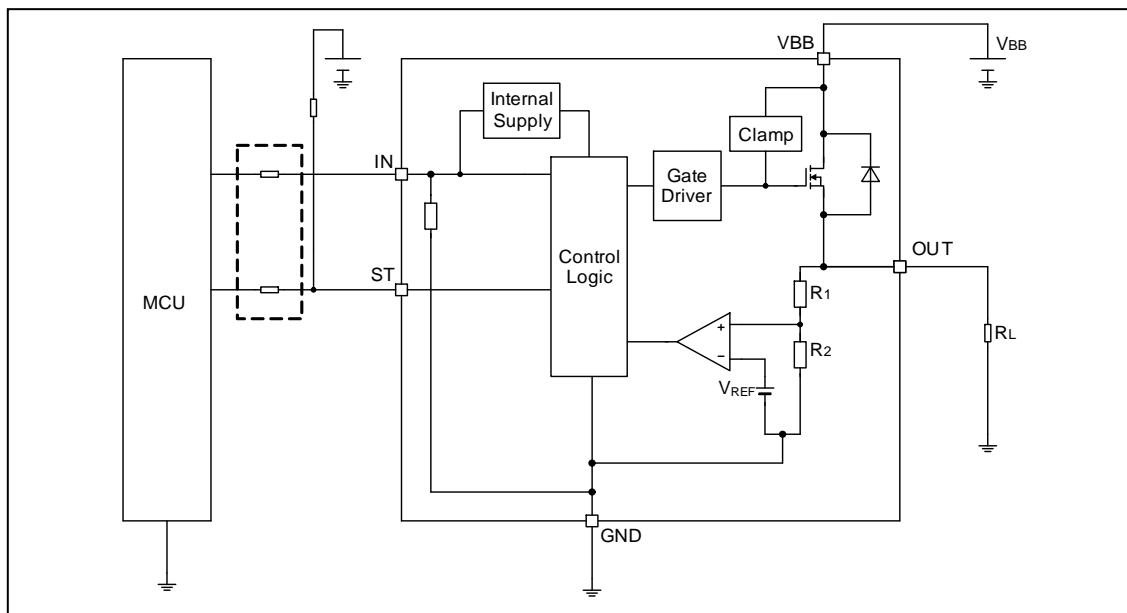 VBB
VBB
Internal
Supply
Clamp
IN
Gate
Driver
OUT
Control
Logic
ST
MCU
R1
+
R2
−
RL
VREF
GND